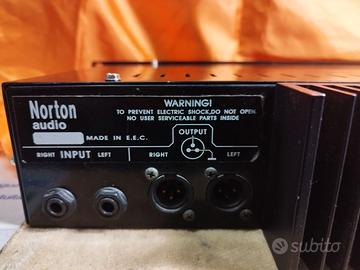 Norton
audio
WARNING!
TO PREVENT ELECTRIC SHOCK,DO NOT OPEN
NO USER SERVICEABLE PARTS INSIDE
MADE IN E.E.C.
OUTPUT
RIGHT INPUT LEFT
RIGHT LEFT
subito